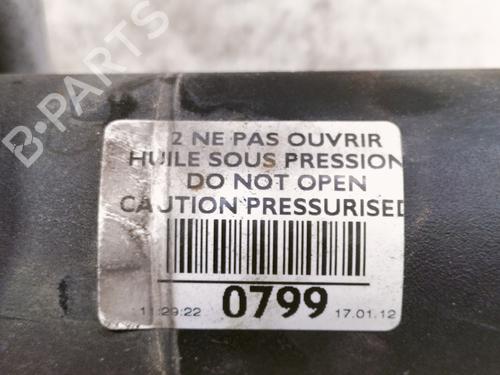 2 NE PAS OUVRIR
HUILE SOUS PRESSION
DO NOT OPEN
CAUTION PRESSURISED
11:29:22 0799 17.01.12
B-PARTS
B-PARTS